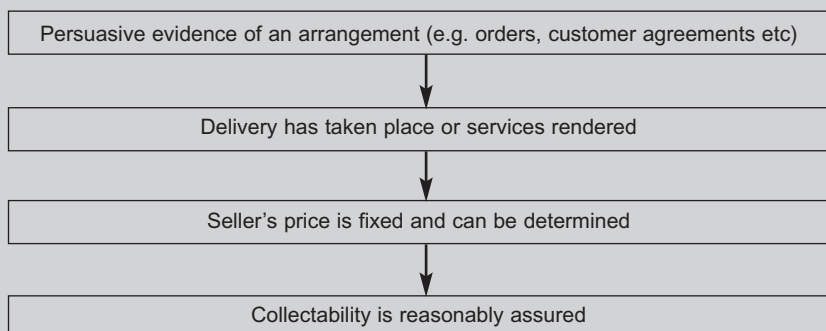 Persuasive evidence of an arrangement (e.g. orders, customer agreements etc)
Delivery has taken place or services rendered
Seller's price is fixed and can be determined
Collectability is reasonably assured